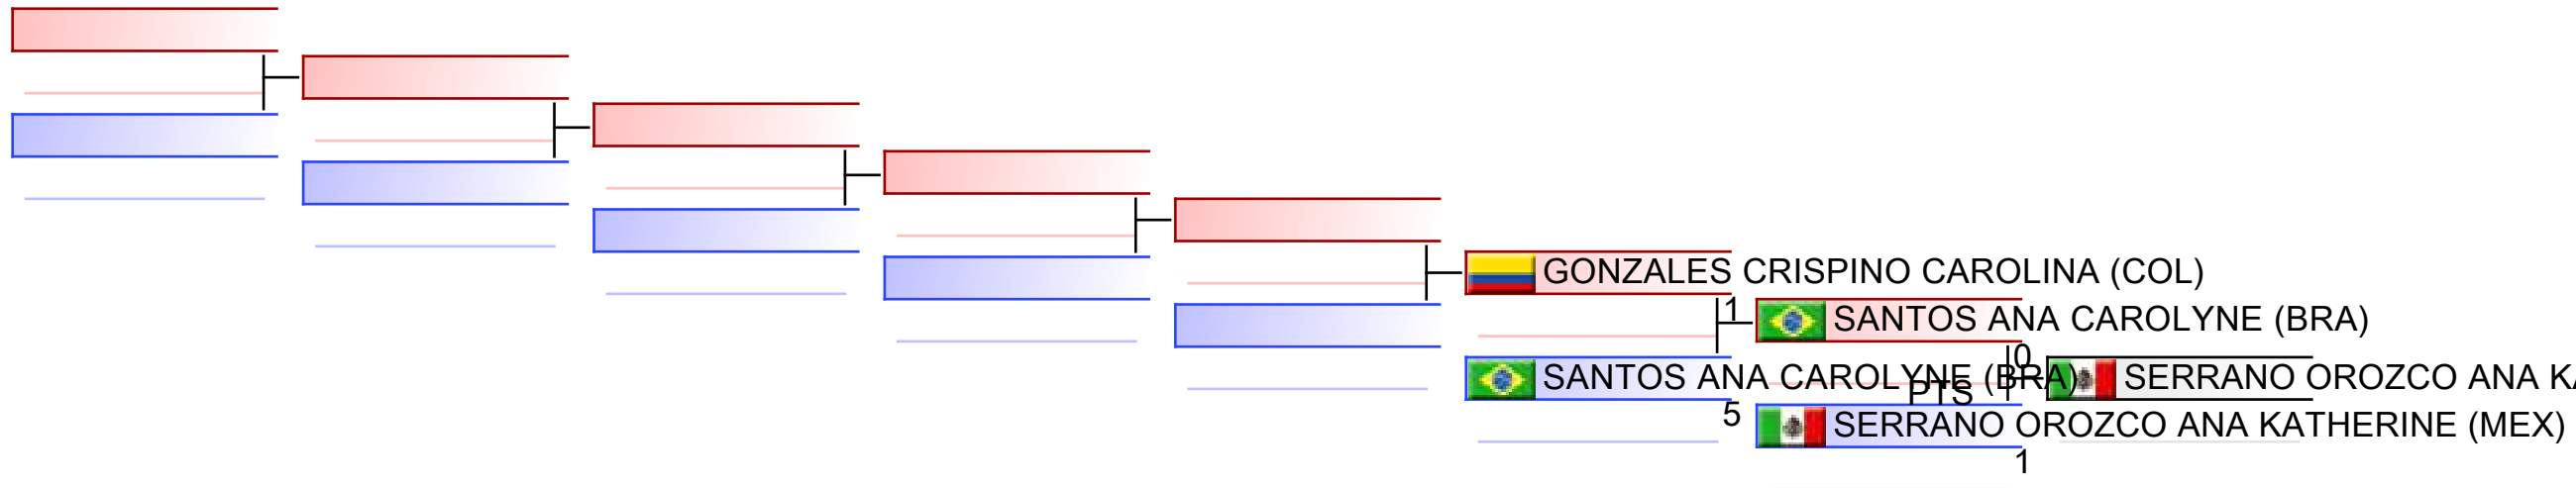 GONZALES CRISPINO CAROLINA (COL)
1
SANTOS ANA CAROLYNE (BRA)
0
SANTOS ANA CAROLYNE (BRA)
SERRANO OROZCO ANA
PTS
5
SERRANO OROZCO ANA KATHERINE (MEX)
1